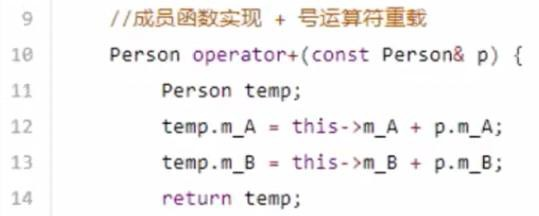 9 //成员函数实现 + 号运算符重载
10 Person operator+(const Person& p) {
11 Person temp;
12 temp.m_A = this->m_A + p.m_A;
13 temp.m_B = this->m_B + p.m_B;
14 return temp;